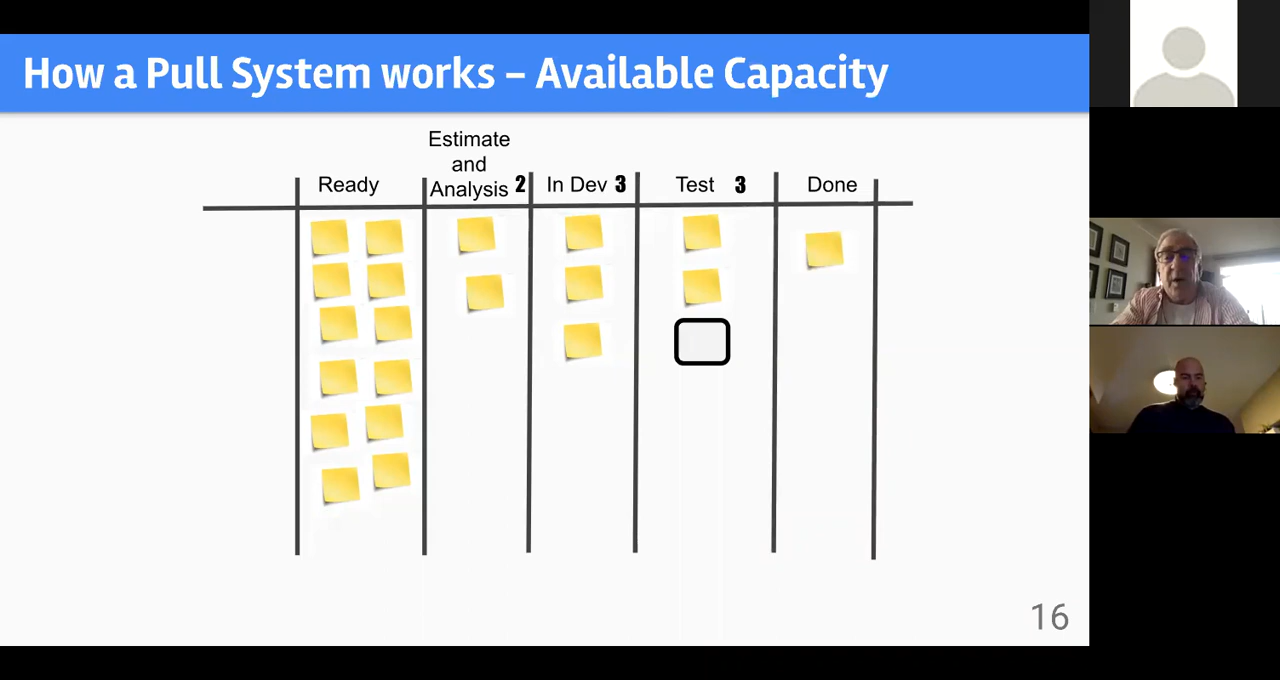 How a Pull System works – Available Capacity
Estimate
and
Ready
Analysis 2
In Dev 3
Test 3
Done
16